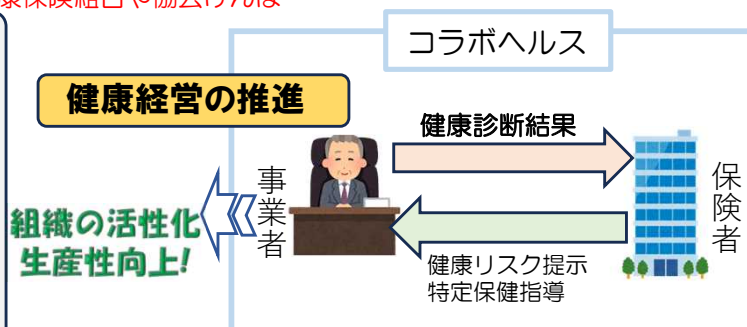 コラボヘルス
健康経営の推進
健康診断結果
事業者
保険者
組織の活性化
生産性向上!
健康リスク提示
特定保健指導